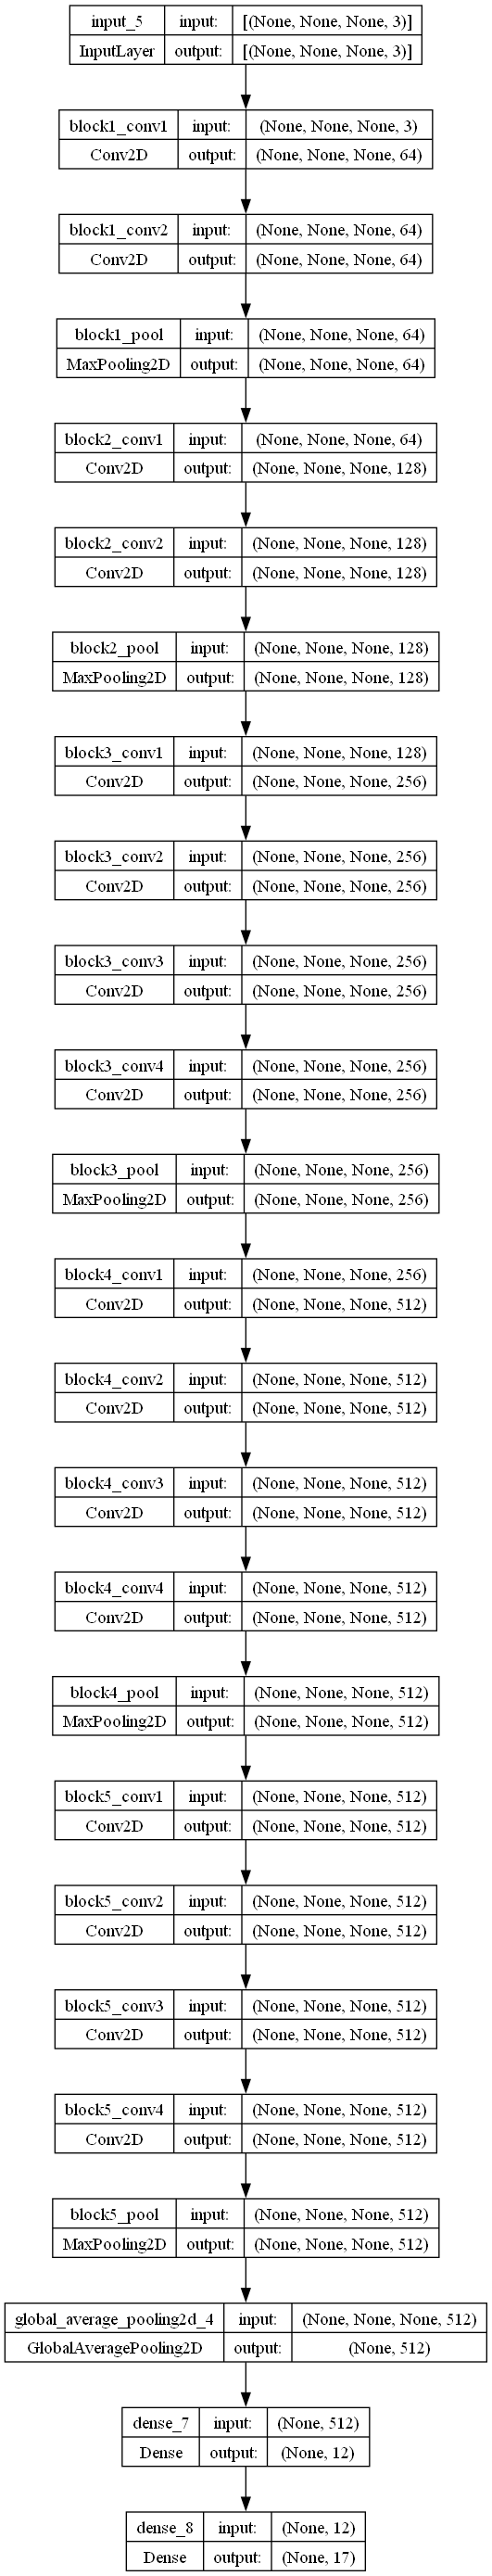 input_5 input: [(None, None, None, 3)]
InputLayer output: [(None, None, None, 3)]
block1_conv1 input: (None, None, None, 3)
Conv2D output: (None, None, None, 64)
block1_conv2 input: (None, None, None, 64)
Conv2D output: (None, None, None, 64)
block1_pool input: (None, None, None, 64)
MaxPooling2D output: (None, None, None, 64)
block2_conv1 input: (None, None, None, 64)
Conv2D output: (None, None, None, 128)
block2_conv2 input: (None, None, None, 128)
Conv2D output: (None, None, None, 128)
block2_pool input: (None, None, None, 128)
MaxPooling2D output: (None, None, None, 128)
block3_conv1 input: (None, None, None, 128)
Conv2D output: (None, None, None, 256)
block3_conv2 input: (None, None, None, 256)
Conv2D output: (None, None, None, 256)
block3_conv3 input: (None, None, None, 256)
Conv2D output: (None, None, None, 256)
block3_conv4 input: (None, None, None, 256)
Conv2D output: (None, None, None, 256)
block3_pool input: (None, None, None, 256)
MaxPooling2D output: (None, None, None, 256)
block4_conv1 input: (None, None, None, 256)
Conv2D output: (None, None, None, 512)
block4_conv2 input: (None, None, None, 512)
Conv2D output: (None, None, None, 512)
block4_conv3 input: (None, None, None, 512)
Conv2D output: (None, None, None, 512)
block4_conv4 input: (None, None, None, 512)
Conv2D output: (None, None, None, 512)
block4_pool input: (None, None, None, 512)
MaxPooling2D output: (None, None, None, 512)
block5_conv1 input: (None, None, None, 512)
Conv2D output: (None, None, None, 512)
block5_conv2 input: (None, None, None, 512)
Conv2D output: (None, None, None, 512)
block5_conv3 input: (None, None, None, 512)
Conv2D output: (None, None, None, 512)
block5_conv4 input: (None, None, None, 512)
Conv2D output: (None, None, None, 512)
block5_pool input: (None, None, None, 512)
MaxPooling2D output: (None, None, None, 512)
global_average_pooling2d_4 input: (None, None, None, 512)
GlobalAveragePooling2D output: (None, 512)
dense_7 input: (None, 512)
Dense output: (None, 12)
dense_8 input: (None, 12)
Dense output: (None, 17)